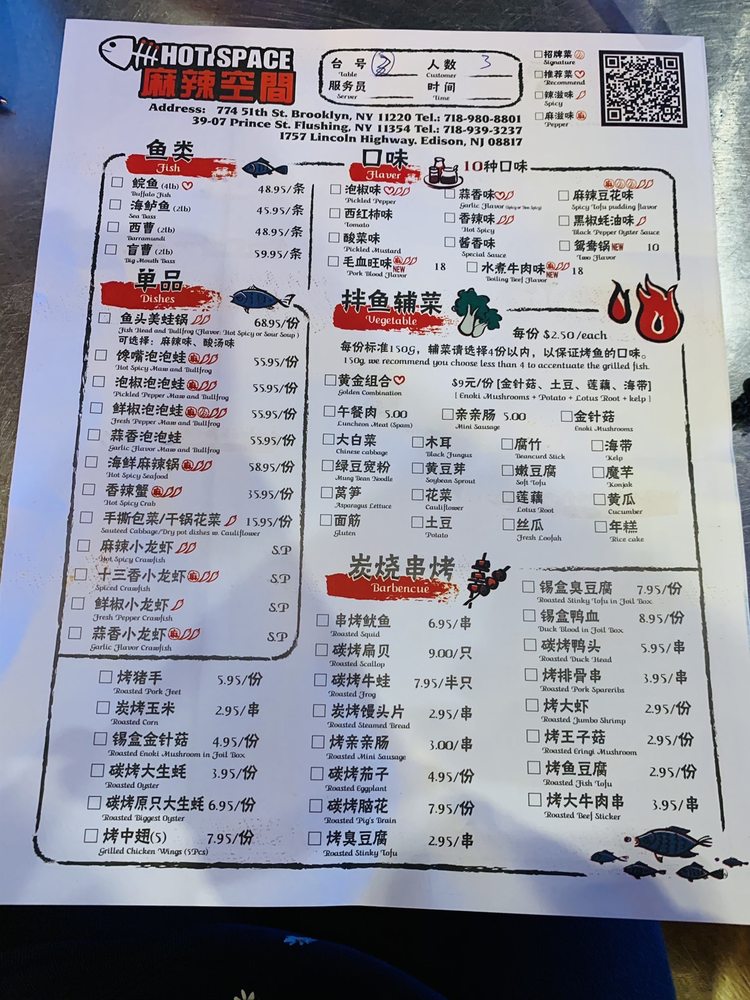 HOT SPACE
麻辣空間
台号 2 人数 3
Table Customer
服务员 时间
Server Time
招牌菜
Signature
推荐菜
Recommend
辣滋味
Spicy
麻滋味
Pepper
Address: 774 51th St. Brooklyn, NY 11220 Tel.: 718-980-8801
39-07 Prince St. Flushing, NY 11354 Tel.: 718-939-3237
1757 Lincoln Highway. Edison, NJ 08817
鱼类
Fish
鲩鱼 (4lb) 48.95/条
Buffalo Fish
海鲈鱼 (2lb) 45.95/条
Sea Bass
西曹 (2lb) 48.95/条
Barramundi
盲曹 (2lb) 59.95/条
Big Mouth Bass
口味 10种口味
Flaver
泡椒味 蒜香味 麻辣豆花味
Pickled Pepper Garlic Flavor (Spicy or Non Spicy) Spicy Tofu pudding flavor
西红柿味 香辣味 黑椒蚝油味
Tomato Hot Spicy Black Pepper Oyster Sauce
酸菜味 酱香味 鸳鸯锅 NEW 10
Pickled Mustard Special Sauce Two Flavor
毛血旺味 NEW 18 水煮牛肉味 NEW 18
Pork Blood Flavor Boiling Beef Flavor
单品
Dishes
鱼头美蛙锅 68.95/份
Fish Head and Bullfrog (Flavor: Hot Spicy or Sour Soup)
可选择：麻辣味、酸汤味
馋嘴泡泡蛙 55.95/份
Hot Spicy Maw and Bullfrog
泡椒泡泡蛙 55.95/份
Pickled Pepper Maw and Bullfrog
鲜椒泡泡蛙 55.95/份
Fresh Pepper Maw and Bullfrog
蒜香泡泡蛙 55.95/份
Garlic Flavor Maw and Bullfrog
海鲜麻辣锅 58.95/份
Hot Spicy Seafood
香辣蟹 35.95/份
Hot Spicy Crab
手撕包菜/干锅花菜 15.95/份
Sauteed Cabbage/Dry pot dishes w. Cauliflower
麻辣小龙虾 S.P
Hot Spicy Crawfish
十三香小龙虾 S.P
Spiced Crawfish
鲜椒小龙虾 S.P
Fresh Pepper Crawfish
蒜香小龙虾 S.P
Garlic Flavor Crawfish
拌鱼辅菜
Vegetable
每份 $2.50/each
每份标准150G，辅菜请选择4份以内，以保证烤鱼的口味。
150g. we recommend you choose less than 4 to accentuate the grilled fish.
黄金组合 $9元/份 [金针菇、土豆、莲藕、海带]
Golden Combination [ Enoki Mushrooms + Potato + Lotus Root + kelp ]
午餐肉 5.00 亲亲肠 5.00 金针菇
Luncheon Meat (Spam) Mini Sausage Enoki Mushrooms
大白菜 木耳 腐竹 海带
Chinese cabbage Black Jungus Beancurd Stick Kelp
绿豆宽粉 黄豆芽 嫩豆腐 魔芋
Mung Bean Noodle Soybean Sprout Soft Tofu Konjak
莴笋 花菜 莲藕 黄瓜
Asparagus Lettuce Cauliflower Lotus Root Cucumber
面筋 土豆 丝瓜 年糕
Gluten Potato Fresh Loofah Rice cake
炭烧串烤
Barbencue
烤猪手 5.95/份
Roasted Pork Feet
炭烤玉米 2.95/串
Roasted Corn
锡盒金针菇 4.95/份
Roasted Enoki Mushroom in Foil Box
碳烤大生蚝 3.95/份
Roasted Oyster
碳烤原只大生蚝 6.95/份
Roasted Biggest Oyster
烤中翅(5) 7.95/份
Grilled Chicken Wings (5Pcs)
串烤鱿鱼 6.95/串
Roasted Squid
碳烤扇贝 9.00/只
Roasted Scallop
碳烤牛蛙 7.95/半只
Roasted Frog
炭烤馒头片 2.95/串
Roasted Steamed Bread
烤亲亲肠 3.00/串
Roasted Mini Sausage
碳烤茄子 4.95/份
Roasted Eggplant
碳烤脑花 7.95/份
Roasted Pig's Brain
烤臭豆腐 2.95/串
Roasted Stinky Tofu
锡盒臭豆腐 7.95/份
Roasted Stinky Tofu in Foil Box
锡盒鸭血 8.95/份
Duck Blood in Foil Box
碳烤鸭头 5.95/串
Roasted Duck Head
烤排骨串 3.95/串
Roasted Pork Spareribs
烤大虾 2.95/份
Roasted Jumbo Shrimp
烤王子菇 2.95/份
Roasted Eringi Mushroom
烤鱼豆腐 2.95/份
Roasted Fish Tofu
烤大牛肉串 3.95/串
Roasted Beef Sticker